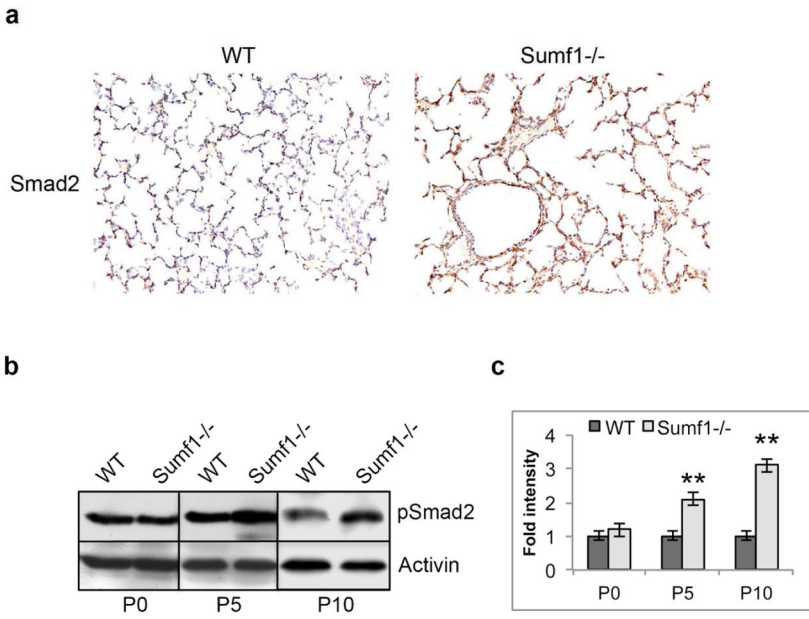 a
WT Sumf1-/-
Smad2
b
WT Sumf1-/- WT Sumf1-/- WT Sumf1-/-
pSmad2
Activin
P0 P5 P10
c
WT Sumf1-/-
Fold intensity
4
3
2
1
0
** **
P0 P5 P10